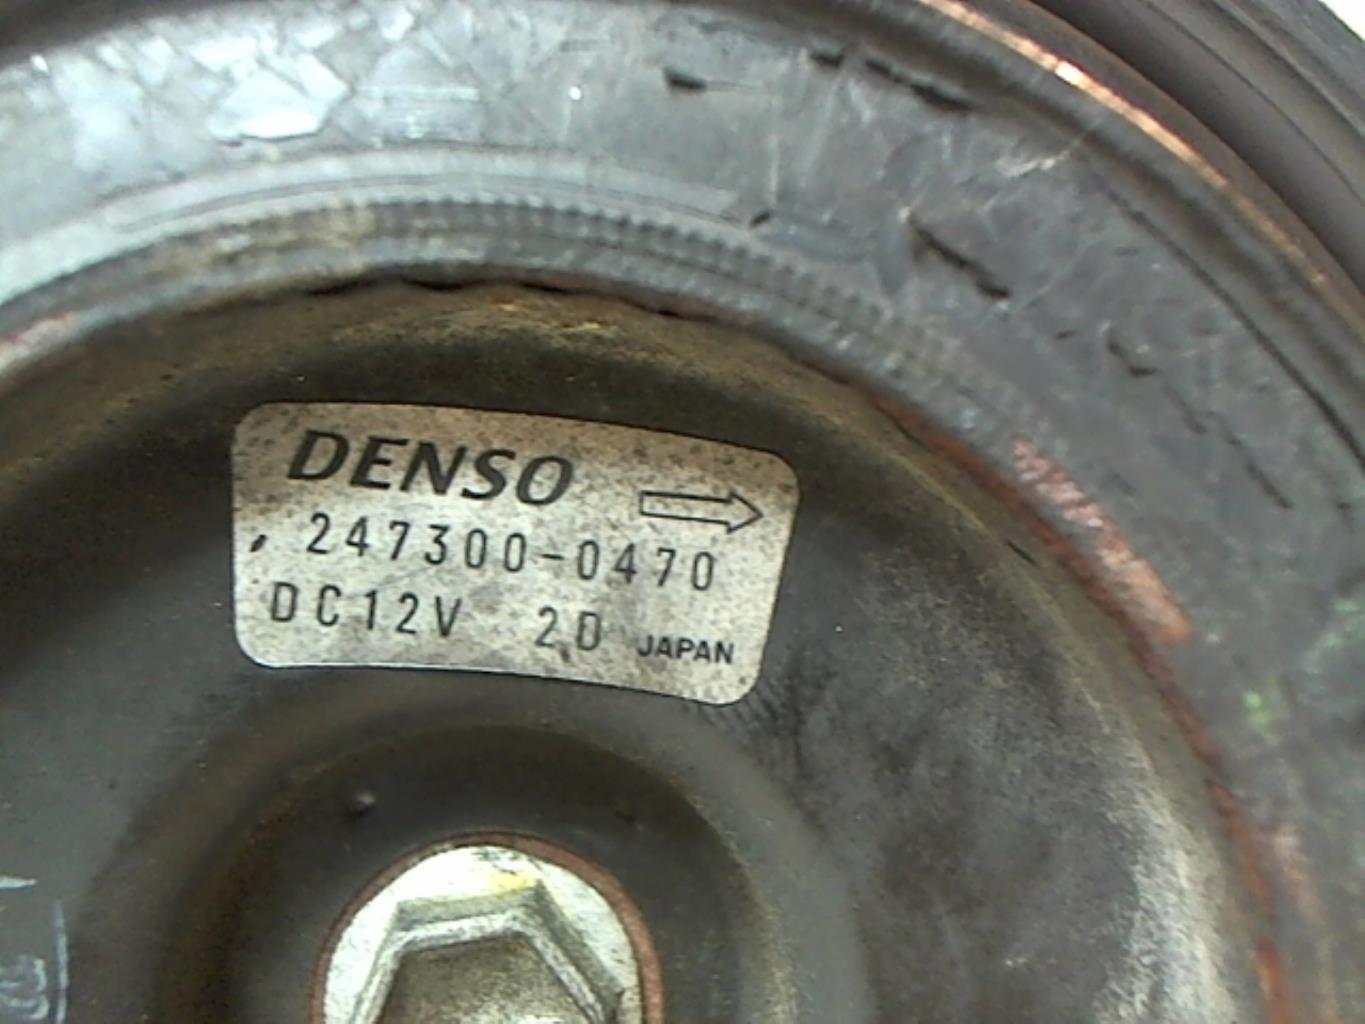 DENSO
247300-0470
DC12V 2D JAPAN